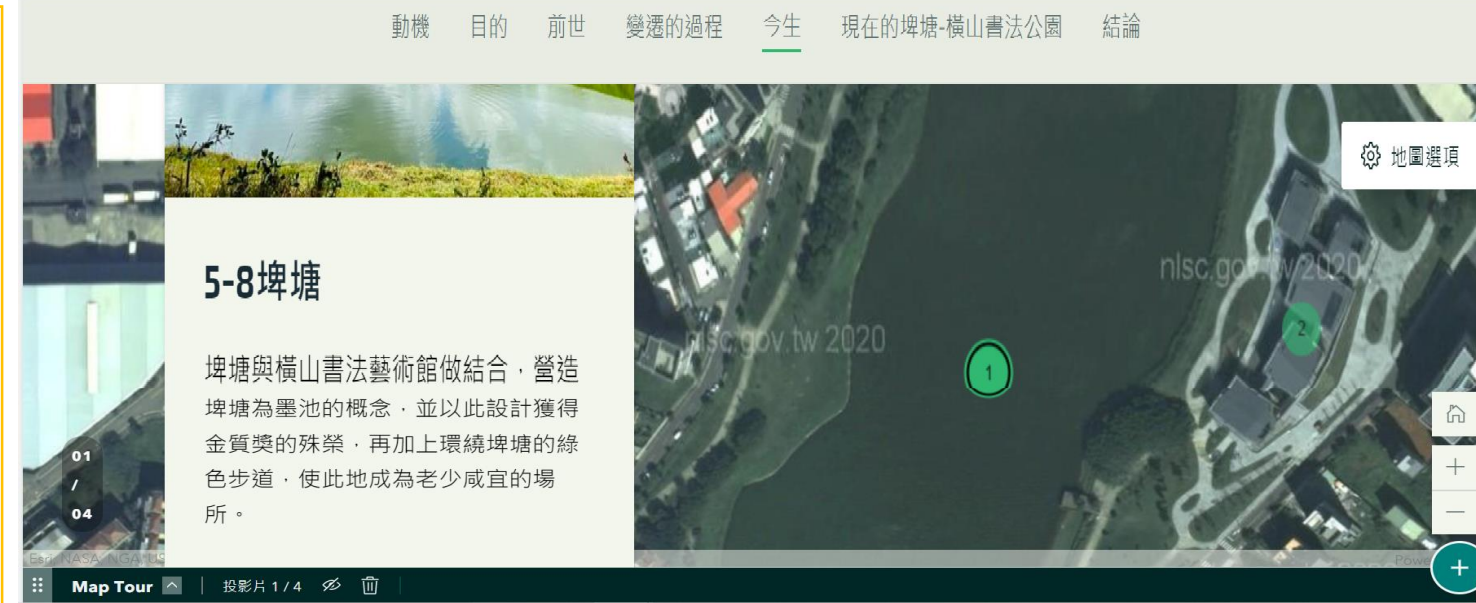 動機 目的 前世 變遷的過程 今生 現在的埤塘-橫山書法公園 結論
地圖選項
5-8埤塘
埤塘與橫山書法藝術館做結合，營造
埤塘為墨池的概念，並以此設計獲得
金質獎的殊榮，再加上環繞埤塘的綠
色步道，使此地成為老少咸宜的場
所。
nlsc.gov.tw 2020
nlsc.gov.tw 2020
1
2
01
/
04
Esri, NASA, NGA, US
Powe
Map Tour 投影片 1 / 4